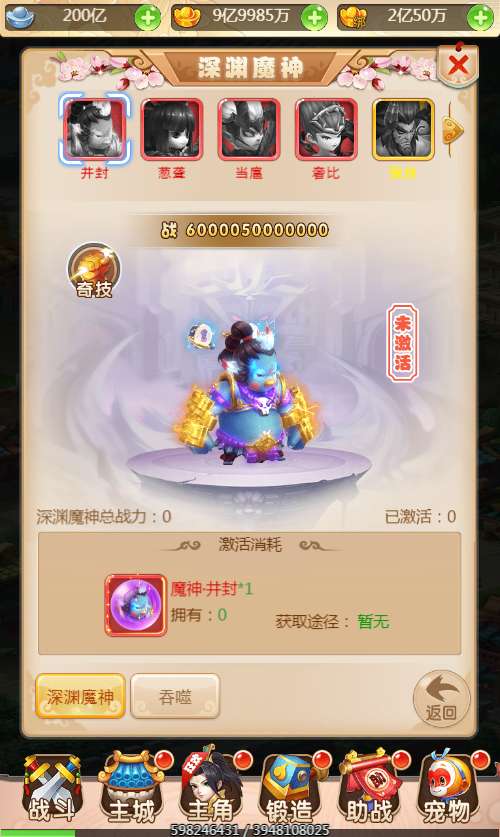 200亿
9亿9985万
2亿50万
深渊魔神
井封
葱聋
当扈
奢比
战 6000050000000
奇技
未激活
深渊魔神总战力：0
已激活：0
激活消耗
魔神·井封*1
拥有：0
获取途径：暂无
深渊魔神
吞噬
返回
战斗
主城
主角
锻造
助战
宠物
598246431 / 3948108025